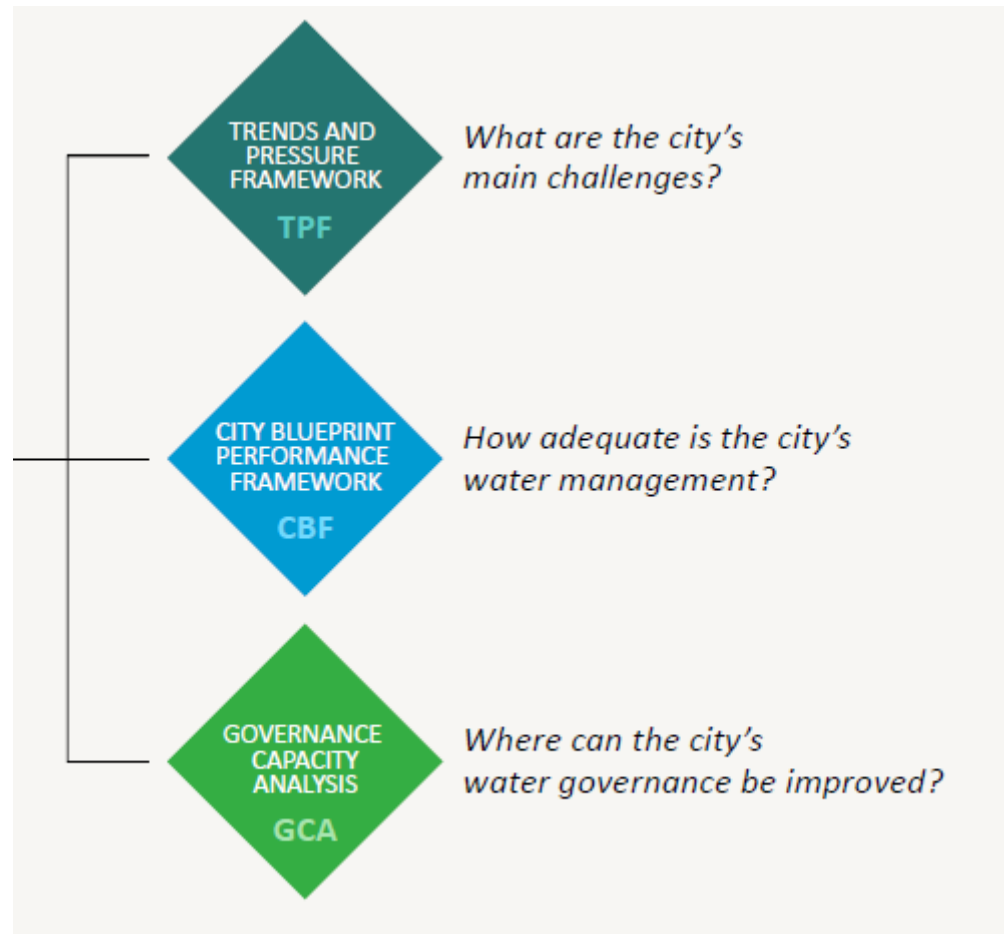 TRENDS AND
PRESSURE
FRAMEWORK
TPF
What are the city’s
main challenges?
CITY BLUEPRINT
PERFORMANCE
FRAMEWORK
CBF
How adequate is the city’s
water management?
GOVERNANCE
CAPACITY
ANALYSIS
GCA
Where can the city’s
water governance be improved?